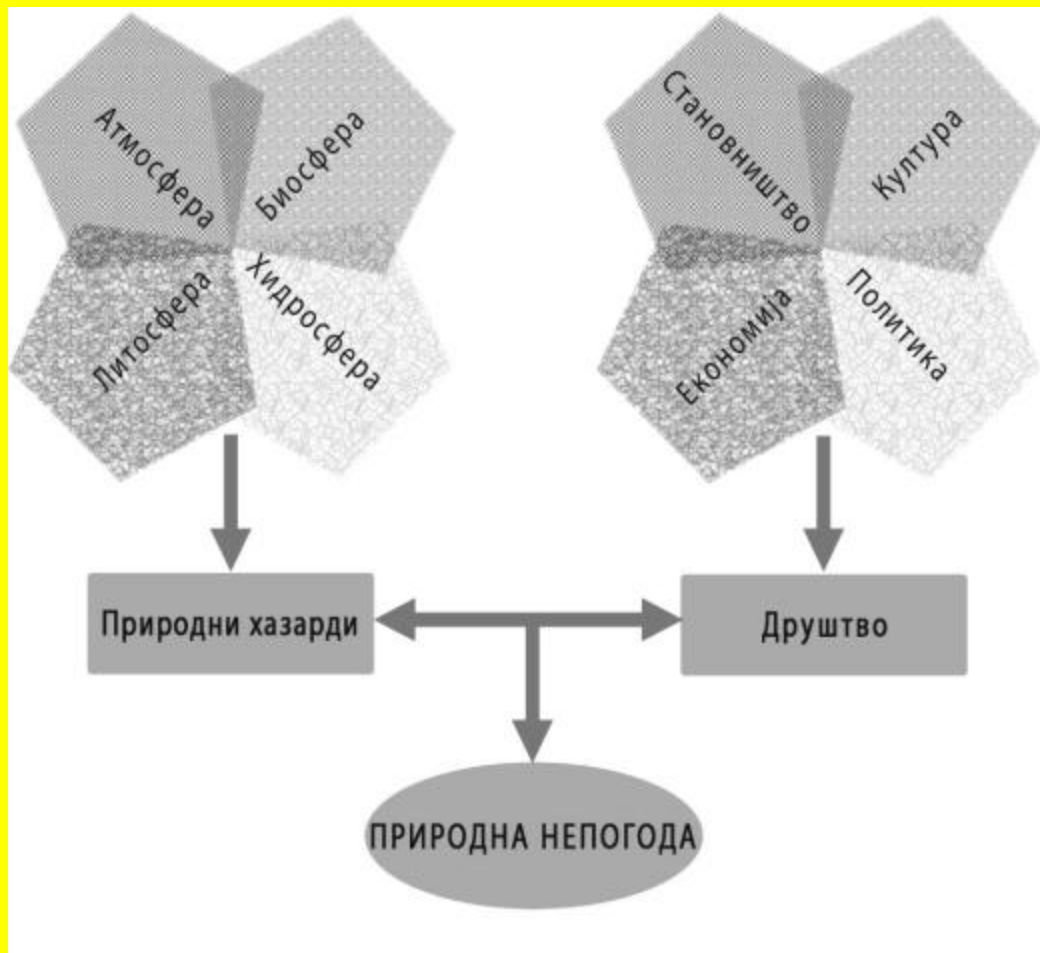 Атмосфера
Биосфера
Литосфера
Хидросфера
Становништво
Култура
Економија
Политика
Природни хазарди
Друштво
ПРИРОДНА НЕПОГОДА